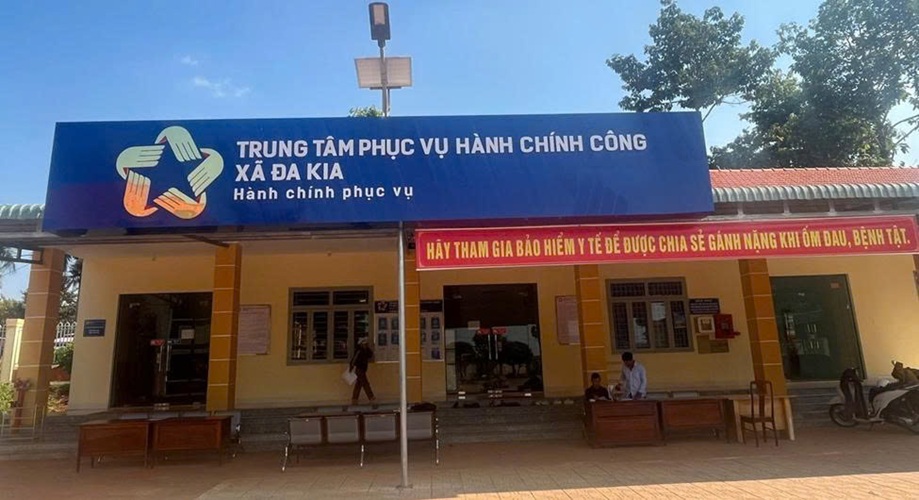 TRUNG TÂM PHỤC VỤ HÀNH CHÍNH CÔNG
XÃ ĐA KIA
Hành chính phục vụ
HÃY THAM GIA BẢO HIỂM Y TẾ ĐỂ ĐƯỢC CHIA SẺ GÁNH NẶNG KHI ỐM ĐAU, BỆNH TẬT.